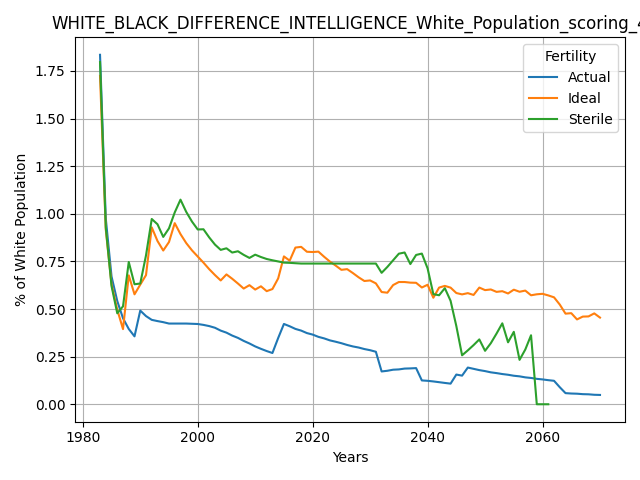 WHITE_BLACK_DIFFERENCE_INTELLIGENCE_White_Population_scoring_
Fertility
Actual
Ideal
Sterile
1.75
1.50
1.25
1.00
0.75
0.50
0.25
0.00
% of White Population
1980
2000
2020
2040
2060
Years